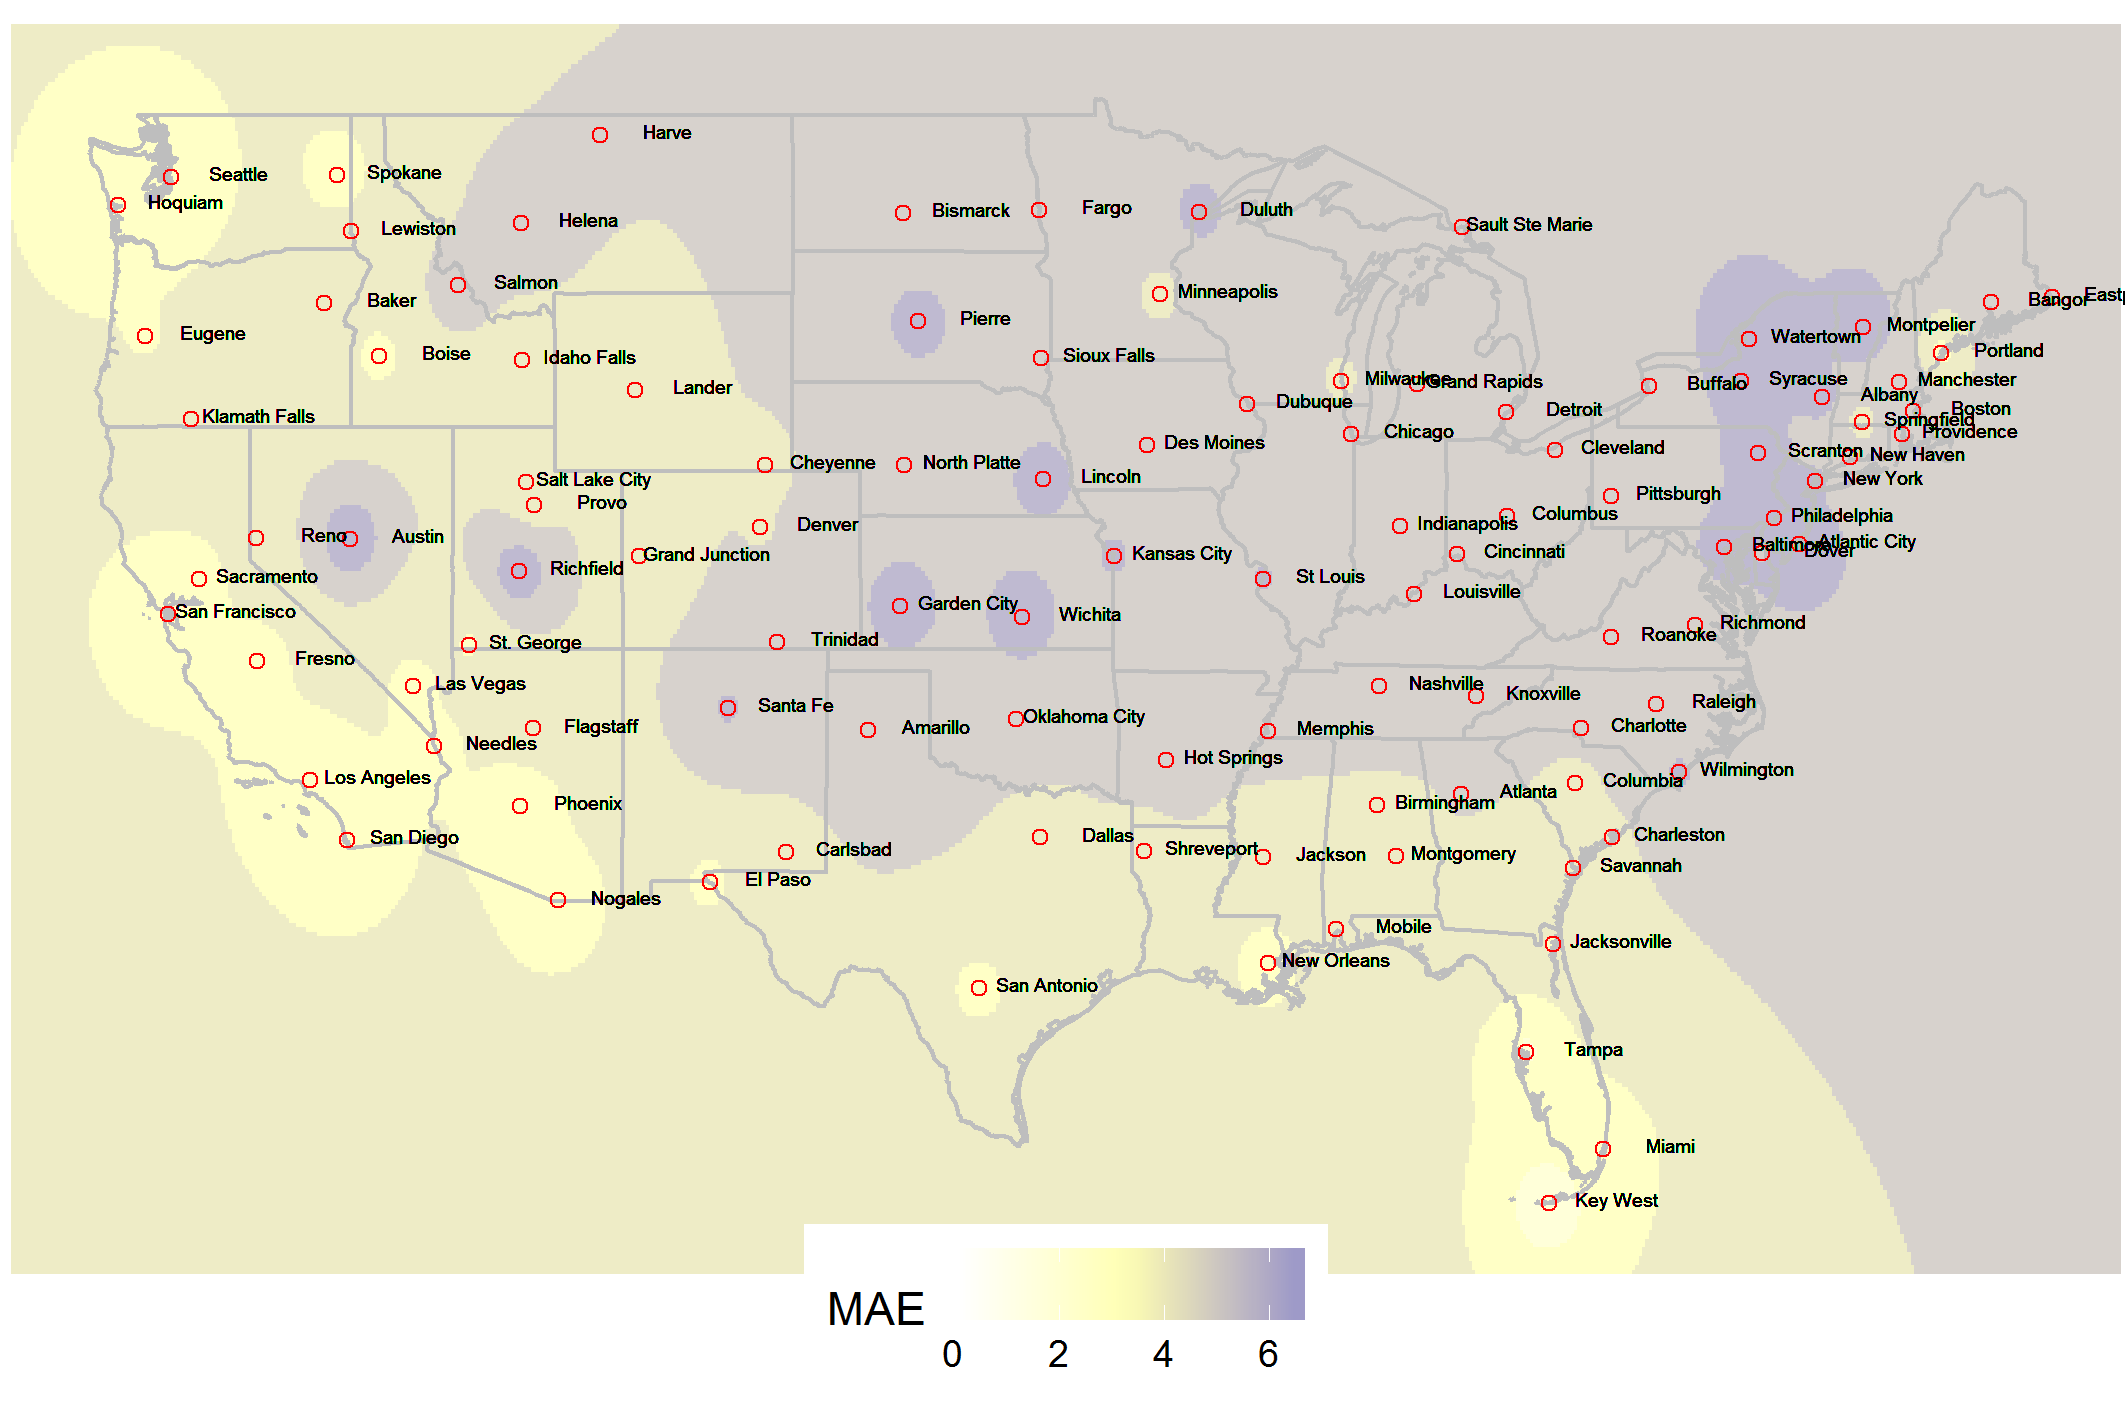 Harve
Seattle
Spokane
Hoquiam
Lewiston
Helena
Bismarck
Fargo
Duluth
Sault Ste Marie
Salmon
Baker
Pierre
Minneapolis
Bangor
Eastp
Eugene
Boise
Idaho Falls
Sioux Falls
Watertown
Montpelier
Portland
Lander
Milwaukee
Grand Rapids
Buffalo
Syracuse
Manchester
Klamath Falls
Dubuque
Detroit
Albany
Boston
Springfield
Des Moines
Chicago
Cleveland
Providence
Cheyenne
North Platte
Scranton
New Haven
Salt Lake City
Lincoln
New York
Provo
Pittsburgh
Reno
Austin
Denver
Indianapolis
Columbus
Philadelphia
Grand Junction
Kansas City
Cincinnati
Baltimore
Atlantic City
Dover
Sacramento
Richfield
St Louis
Louisville
San Francisco
Garden City
Wichita
Richmond
St. George
Trinidad
Roanoke
Fresno
Las Vegas
Nashville
Knoxville
Santa Fe
Raleigh
Flagstaff
Amarillo
Oklahoma City
Memphis
Charlotte
Needles
Hot Springs
Wilmington
Los Angeles
Phoenix
Birmingham
Atlanta
Columbia
San Diego
Carlsbad
Dallas
Shreveport
Jackson
Montgomery
Charleston
El Paso
Savannah
Nogales
Mobile
Jacksonville
New Orleans
San Antonio
Tampa
Miami
Key West
MAE
0 2 4 6